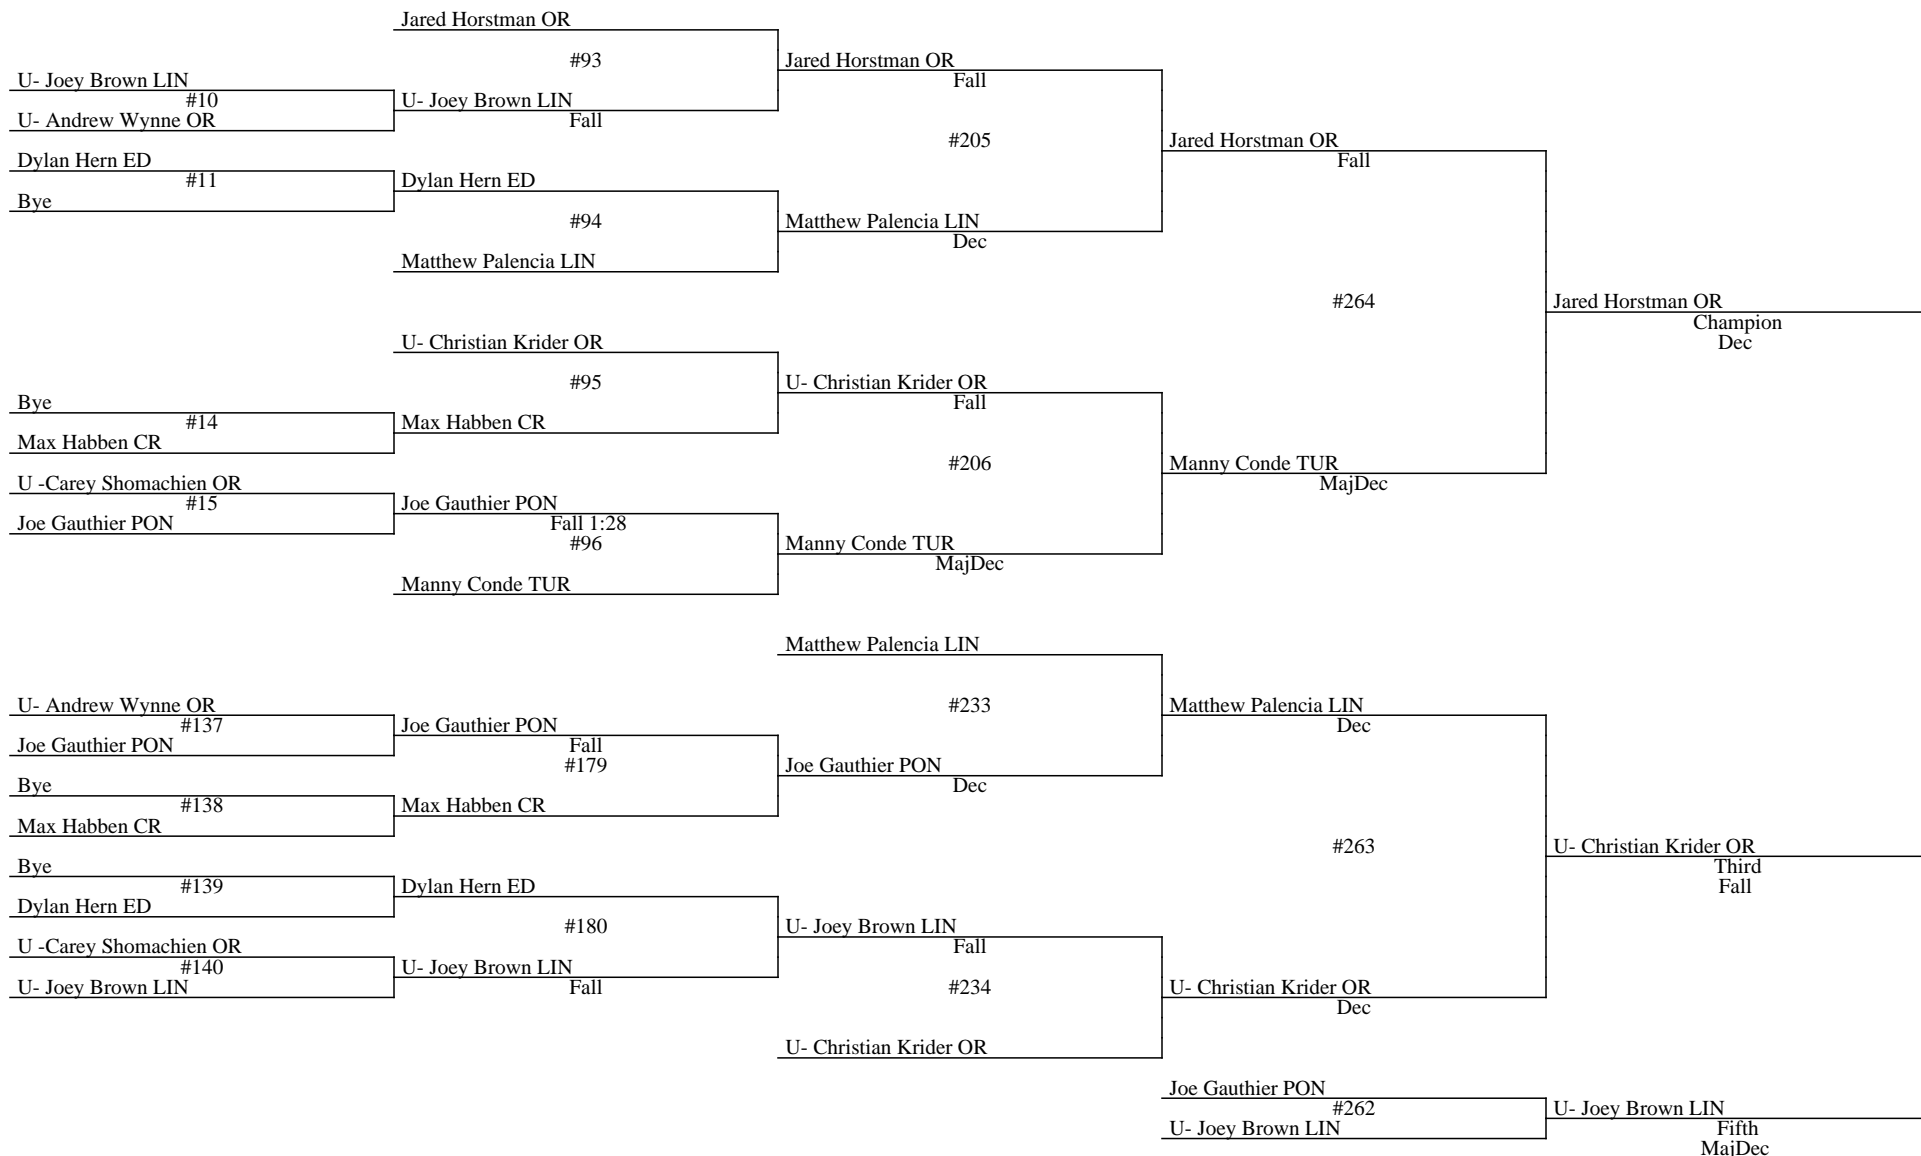 Jared Horstman OR
#93
Jared Horstman OR
Fall
U- Joey Brown LIN
#10
U- Andrew Wynne OR
U- Joey Brown LIN
Fall
#205
Jared Horstman OR
Fall
Dylan Hern ED
#11
Bye
Dylan Hern ED
#94
Matthew Palencia LIN
Dec
Matthew Palencia LIN
#264
Jared Horstman OR
Champion
Dec
U- Christian Krider OR
#95
U- Christian Krider OR
Fall
Bye
#14
Max Habben CR
Max Habben CR
#206
Manny Conde TUR
MajDec
U -Carey Shomachien OR
#15
Joe Gauthier PON
Joe Gauthier PON
Fall 1:28
#96
Manny Conde TUR
MajDec
Manny Conde TUR
Matthew Palencia LIN
#233
Matthew Palencia LIN
Dec
U- Andrew Wynne OR
#137
Joe Gauthier PON
Joe Gauthier PON
Fall
#179
Joe Gauthier PON
Dec
Bye
#138
Max Habben CR
Max Habben CR
#263
U- Christian Krider OR
Third
Fall
Bye
#139
Dylan Hern ED
Dylan Hern ED
#180
U- Joey Brown LIN
Fall
U -Carey Shomachien OR
#140
U- Joey Brown LIN
U- Joey Brown LIN
Fall
#234
U- Christian Krider OR
Dec
U- Christian Krider OR
Joe Gauthier PON
#262
U- Joey Brown LIN
U- Joey Brown LIN
Fifth
MajDec